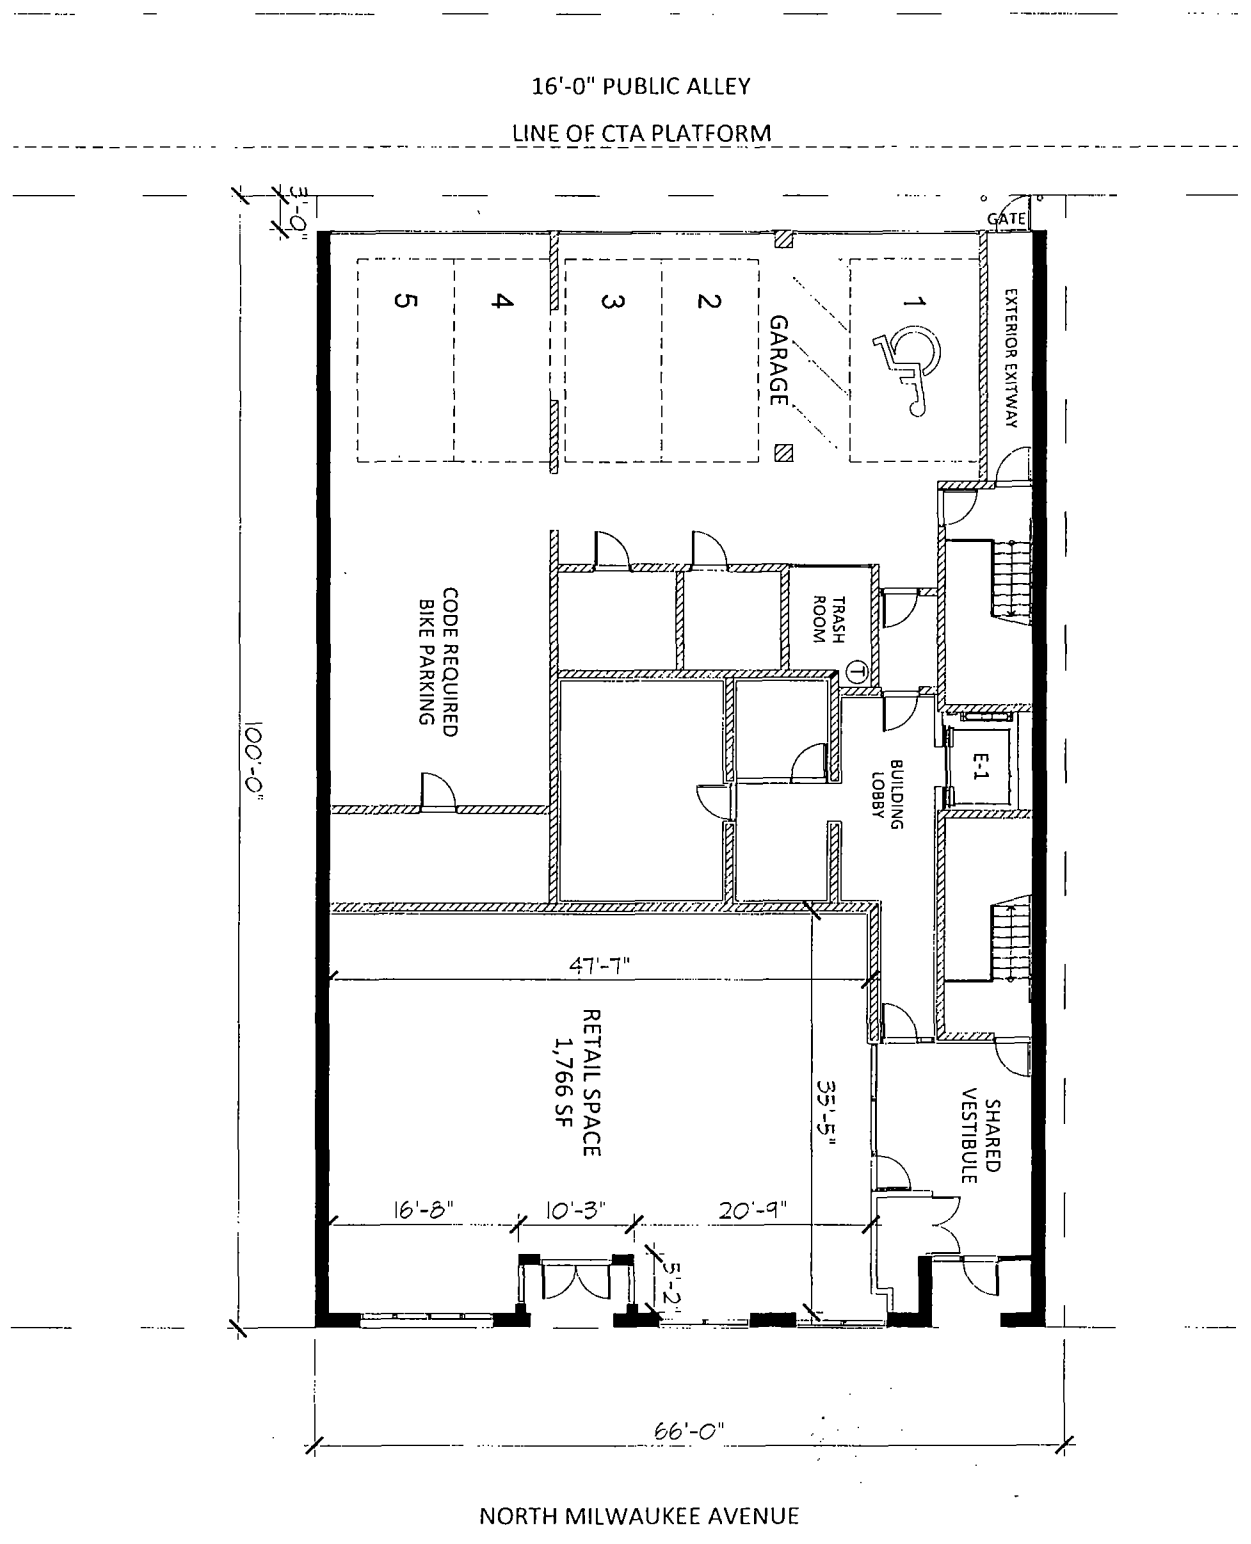 16'-0" PUBLIC ALLEY
LINE OF CTA PLATFORM
3'-0"
GATE
5
4
3
2
1
GARAGE
EXTERIOR EXITWAY
CODE REQUIRED
BIKE PARKING
TRASH
ROOM
T
100'-0"
BUILDING
LOBBY
E-1
47'-7"
RETAIL SPACE
1,766 SF
35'-5"
SHARED
VESTIBULE
16'-8"
10'-3"
20'-9"
5'-2"
66'-0"
NORTH MILWAUKEE AVENUE